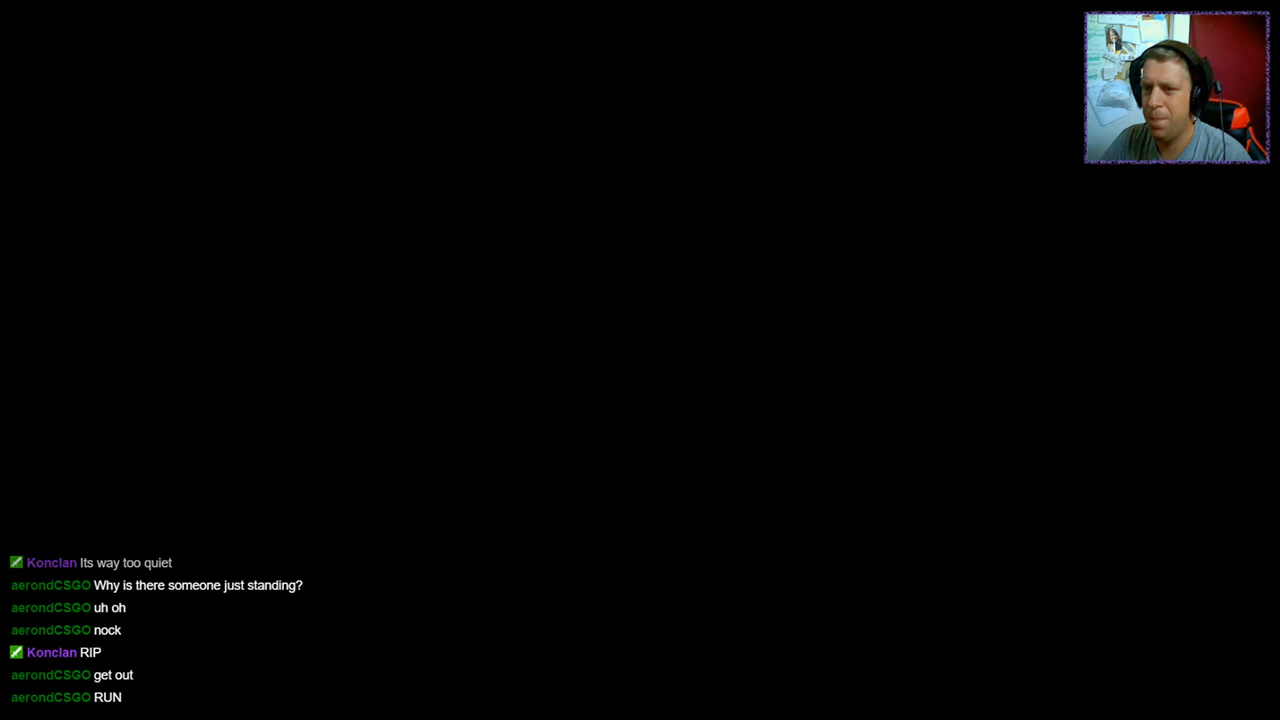 Konclan Its way too quiet
aerondCSGO Why is there someone just standing?
aerondCSGO uh oh
aerondCSGO nock
Konclan RIP
aerondCSGO get out
aerondCSGO RUN